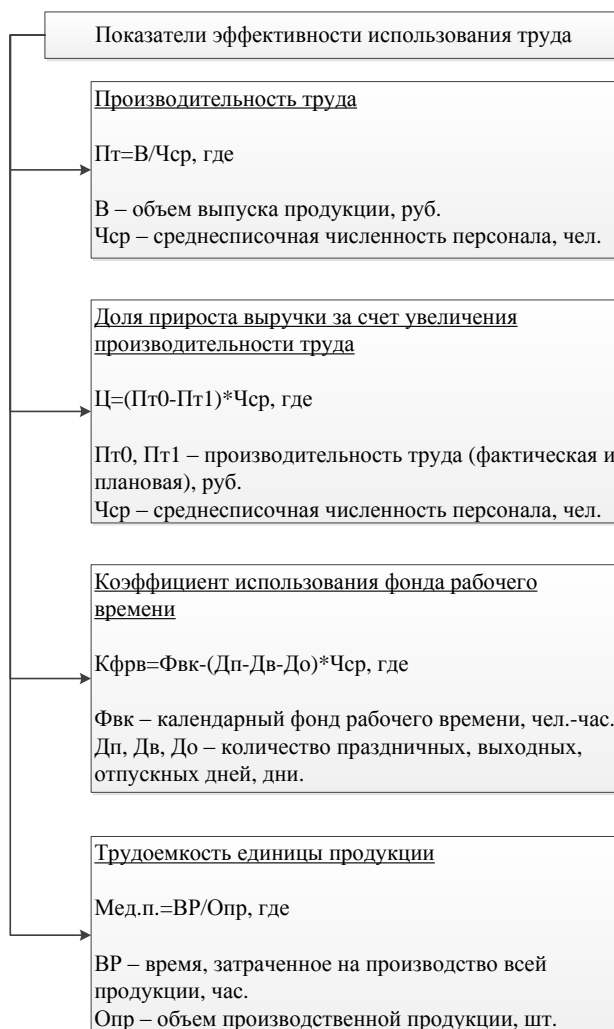 Показатели эффективности использования труда
Производительность труда
Пт=В/Чср, где
В – объем выпуска продукции, руб.
Чср – среднесписочная численность персонала, чел.
Доля прироста выручки за счет увеличения
производительности труда
Ц=(Пт0-Пт1)*Чср, где
Пт0, Пт1 – производительность труда (фактическая и
плановая), руб.
Чср – среднесписочная численность персонала, чел.
Коэффициент использования фонда рабочего
времени
Кфрв=Фвк-(Дп-Дв-До)*Чср, где
Фвк – календарный фонд рабочего времени, чел.-час.
Дп, Дв, До – количество праздничных, выходных,
отпускных дней, дни.
Трудоемкость единицы продукции
Мед.п.=ВР/Опр, где
ВР – время, затраченное на производство всей
продукции, час.
Опр – объем производственной продукции, шт.